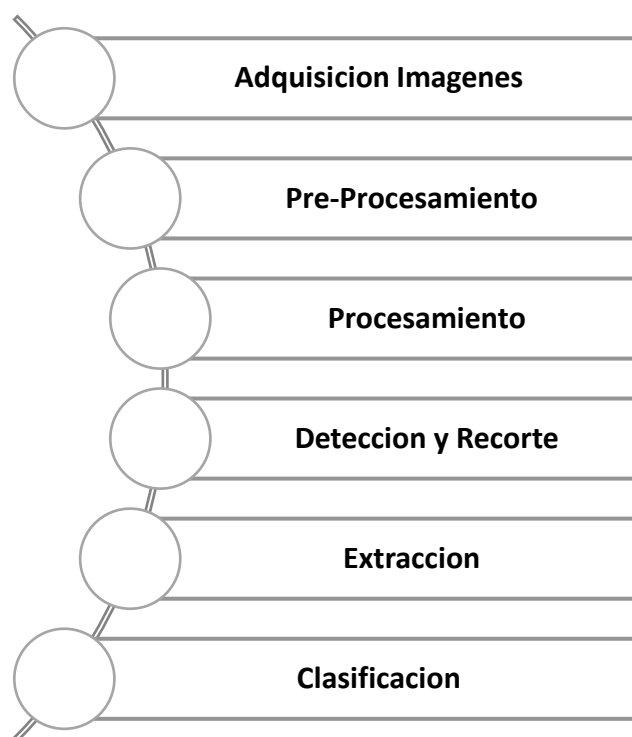 Adquisicion Imagenes
Pre-Procesamiento
Procesamiento
Deteccion y Recorte
Extraccion
Clasificacion